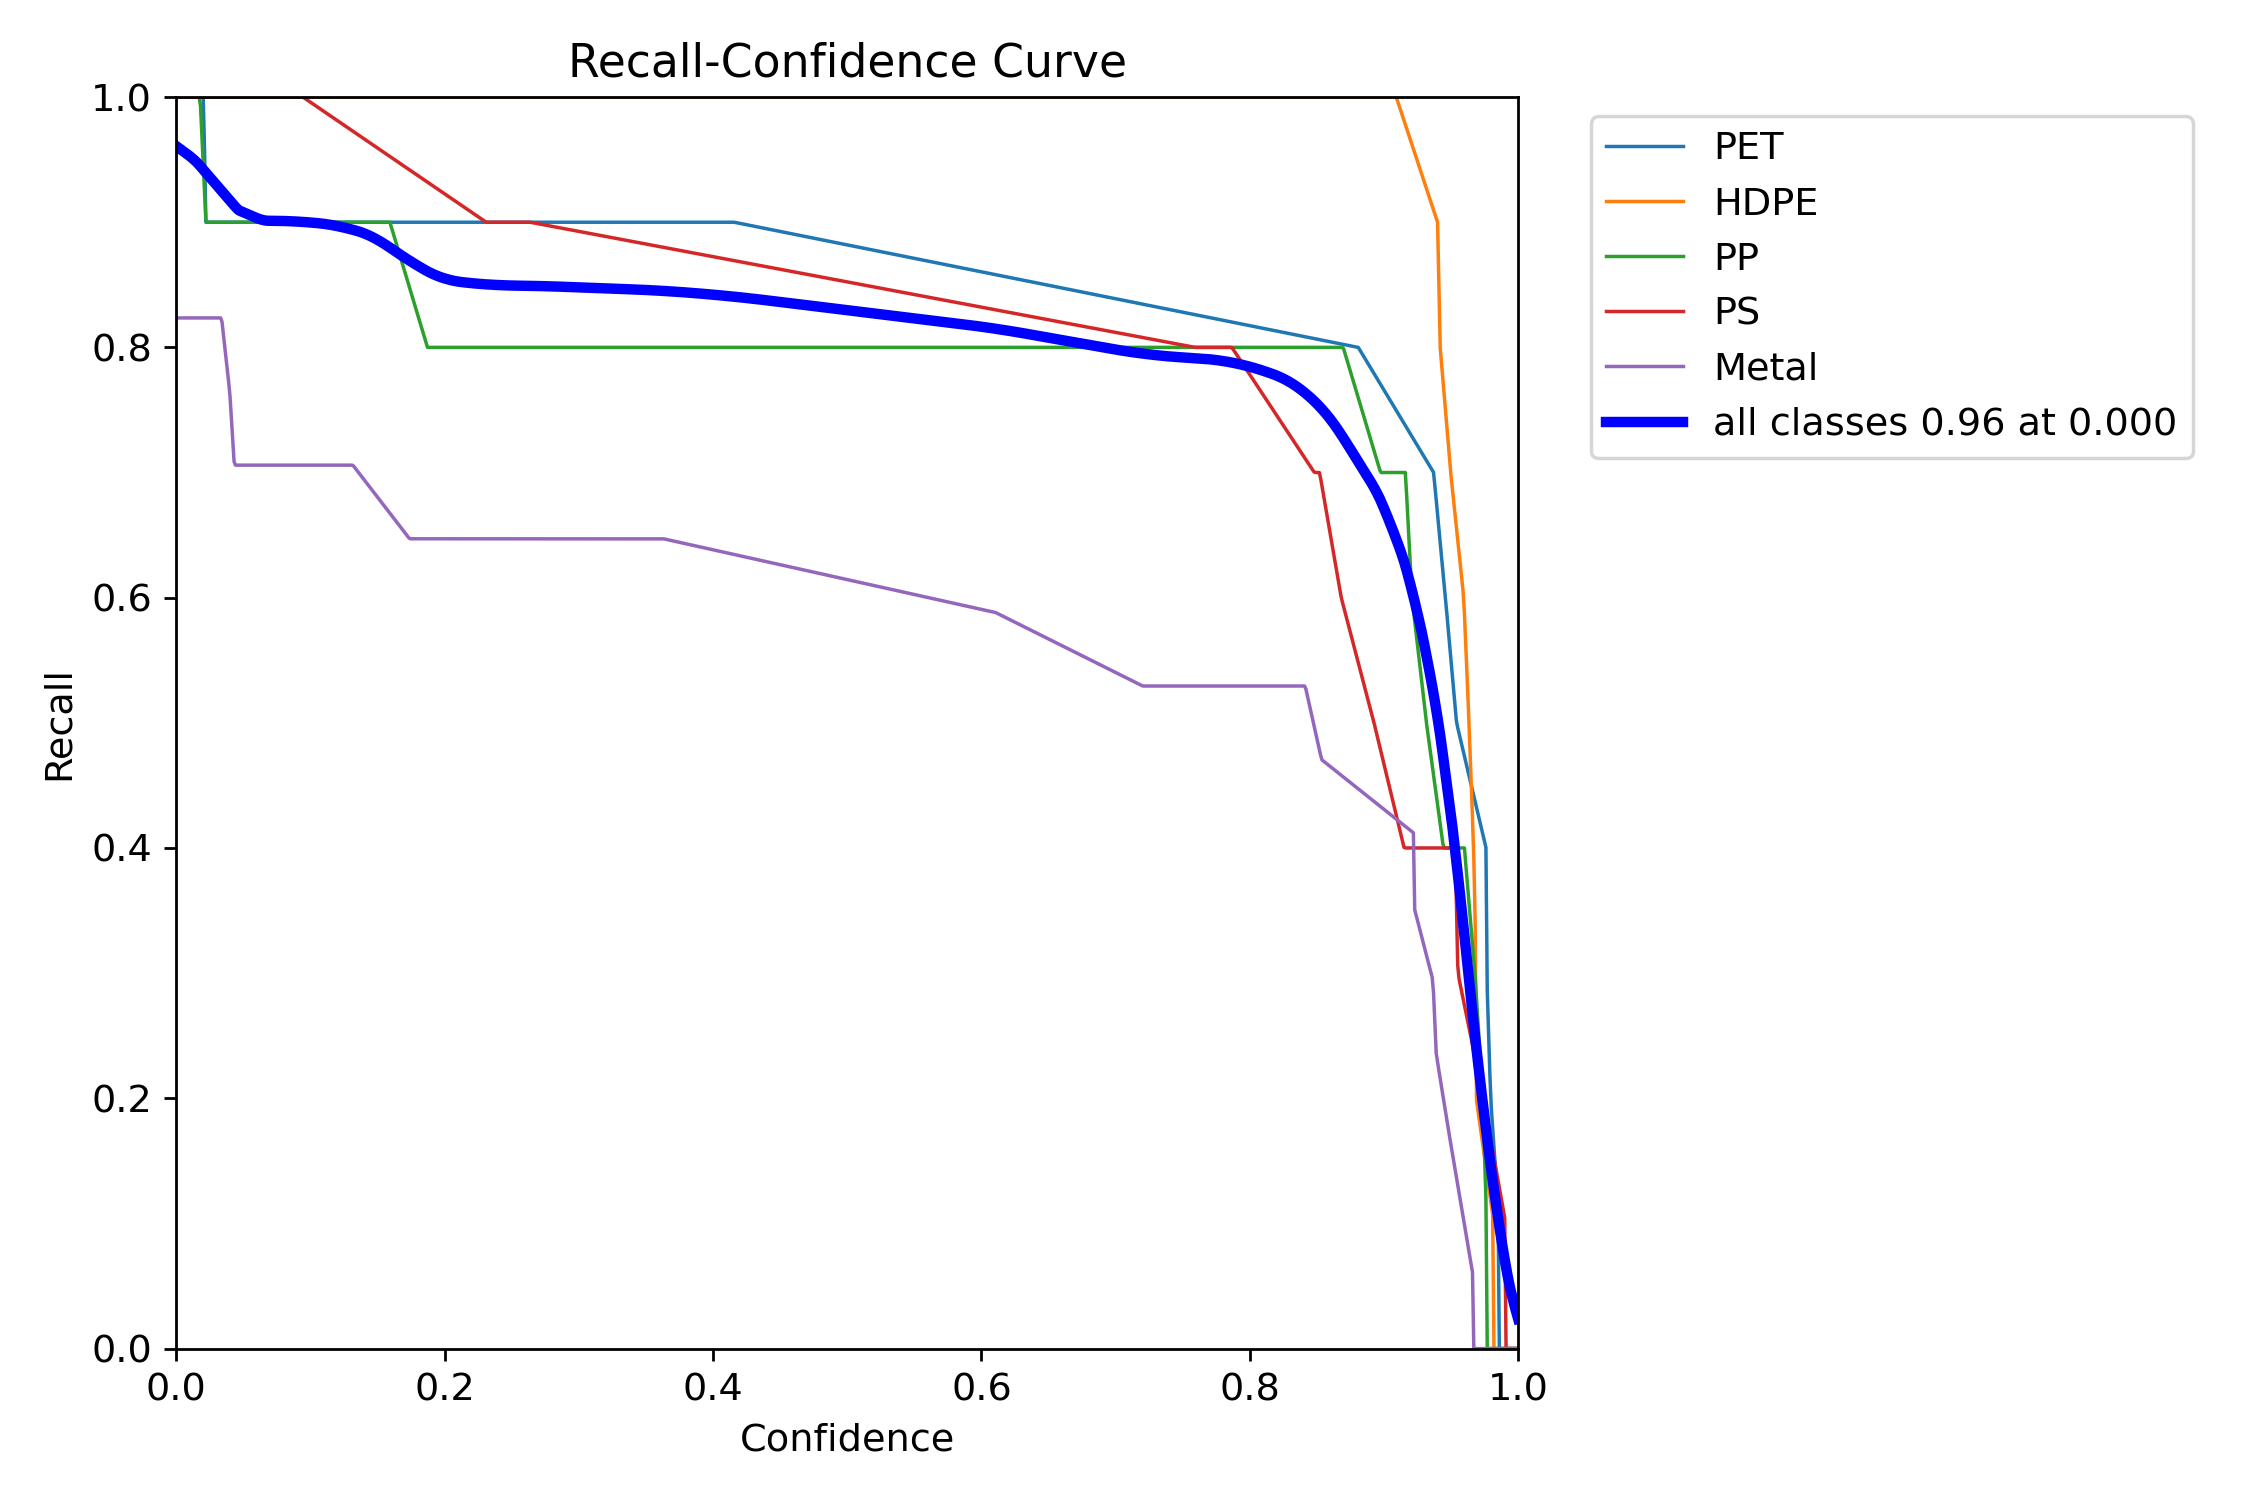 Recall-Confidence Curve
1.0
0.8
0.6
0.4
0.2
0.0
Recall
0.0 0.2 0.4 0.6 0.8 1.0
Confidence
PET
HDPE
PP
PS
Metal
all classes 0.96 at 0.000